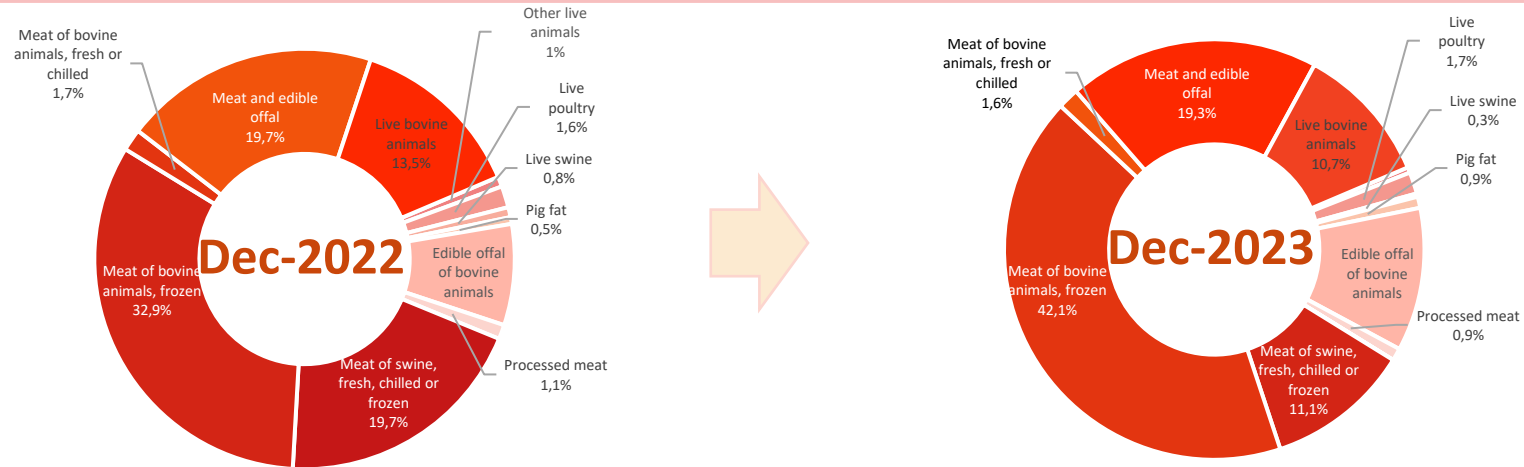 Meat of bovine
animals, fresh or
chilled
1,7%
Meat and edible
offal
19,7%
Other live
animals
1%
Live bovine
animals
13,5%
Live
poultry
1,6%
Live swine
0,8%
Pig fat
0,5%
Edible offal
of bovine
animals
Processed meat
1,1%
Meat of swine,
fresh, chilled or
frozen
19,7%
Meat of bovine
animals, frozen
32,9%
Dec-2022
Meat of bovine
animals, fresh or
chilled
1,6%
Meat and edible
offal
19,3%
Live bovine
animals
10,7%
Live
poultry
1,7%
Live swine
0,3%
Pig fat
0,9%
Edible offal
of bovine
animals
Processed meat
0,9%
Meat of swine,
fresh, chilled or
frozen
11,1%
Meat of bovine
animals, frozen
42,1%
Dec-2023